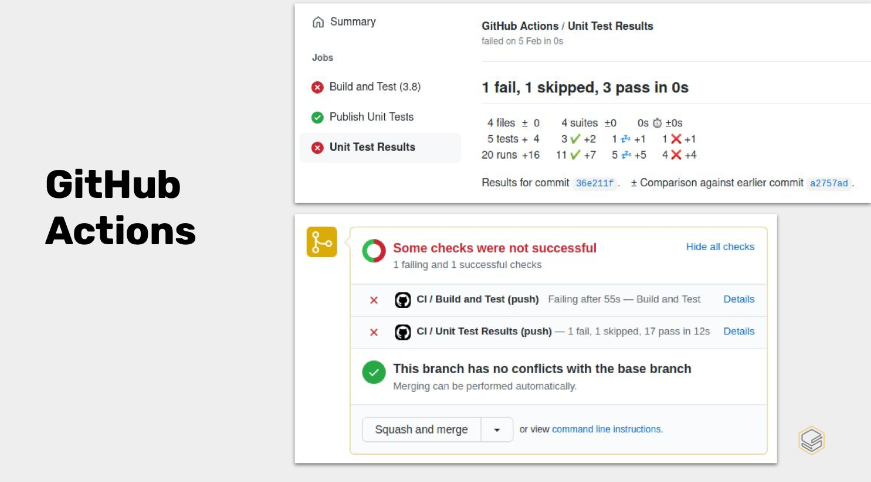 GitHub
Actions
Summary
Jobs
Build and Test (3.8)
Publish Unit Tests
Unit Test Results
GitHub Actions / Unit Test Results
failed on 5 Feb in 0s
1 fail, 1 skipped, 3 pass in 0s
4 files ± 0 4 suites ±0 0s ⏱ ±0s
5 tests + 4 3 ✔ +2 1 💤 +1 1 ❌ +1
20 runs +16 11 ✔ +7 5 💤 +5 4 ❌ +4
Results for commit 36e211f. ± Comparison against earlier commit a2757ad.
Some checks were not successful Hide all checks
1 failing and 1 successful checks
CI / Build and Test (push) Failing after 55s — Build and Test Details
CI / Unit Test Results (push) — 1 fail, 1 skipped, 17 pass in 12s Details
This branch has no conflicts with the base branch
Merging can be performed automatically.
Squash and merge or view command line instructions.